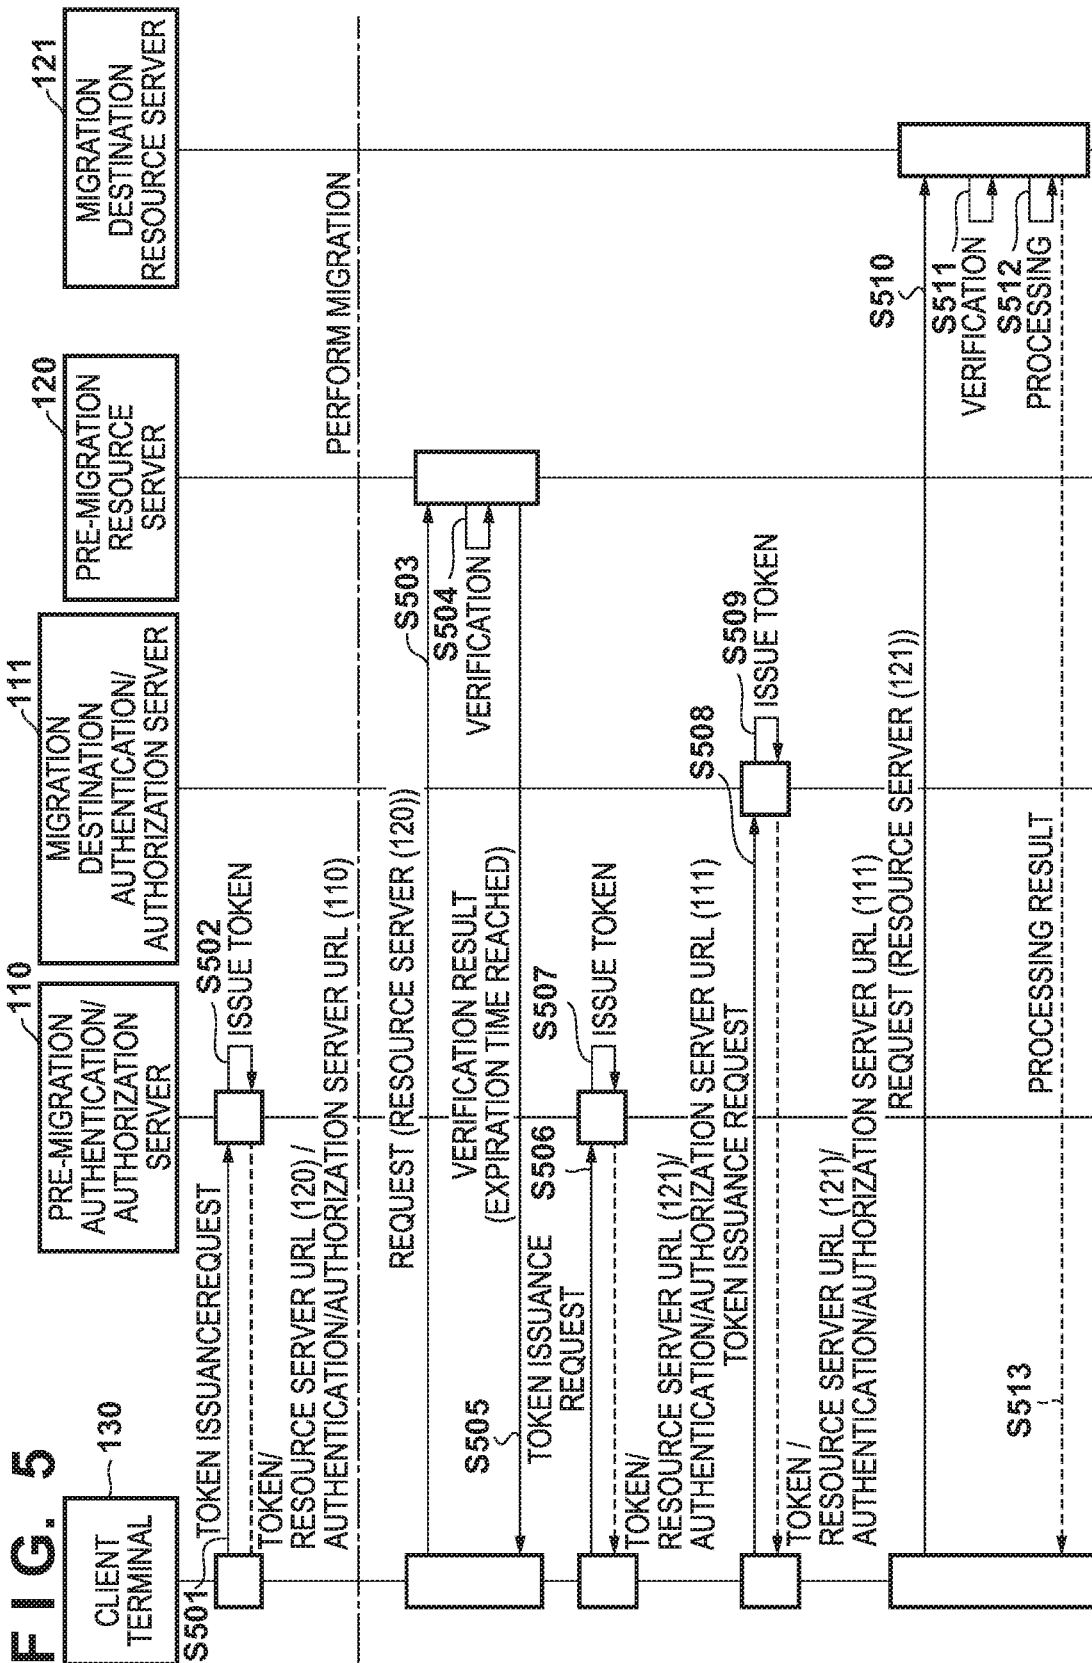 FIG. 5
CLIENT
TERMINAL
130
PRE-MIGRATION
AUTHENTICATION/
AUTHORIZATION
SERVER
110
MIGRATION
DESTINATION
AUTHENTICATION/
AUTHORIZATION SERVER
111
PRE-MIGRATION
RESOURCE
SERVER
120
MIGRATION
DESTINATION
RESOURCE SERVER
121
S501
TOKEN ISSUANCEREQUEST
S502
ISSUE TOKEN
TOKEN/
RESOURCE SERVER URL (120) /
AUTHENTICATION/AUTHORIZATION SERVER URL (110)
PERFORM MIGRATION
REQUEST (RESOURCE SERVER (120))
S503
S504
VERIFICATION
VERIFICATION RESULT
(EXPIRATION TIME REACHED)
S505
TOKEN ISSUANCE
REQUEST
S506
S507
ISSUE TOKEN
TOKEN/
RESOURCE SERVER URL (121)/
AUTHENTICATION/AUTHORIZATION SERVER URL (111)
TOKEN ISSUANCE REQUEST
S508
S509
ISSUE TOKEN
TOKEN /
RESOURCE SERVER URL (121)/
AUTHENTICATION/AUTHORIZATION SERVER URL (111)
REQUEST (RESOURCE SERVER (121))
S510
S511
VERIFICATION
S512
PROCESSING
PROCESSING RESULT
S513